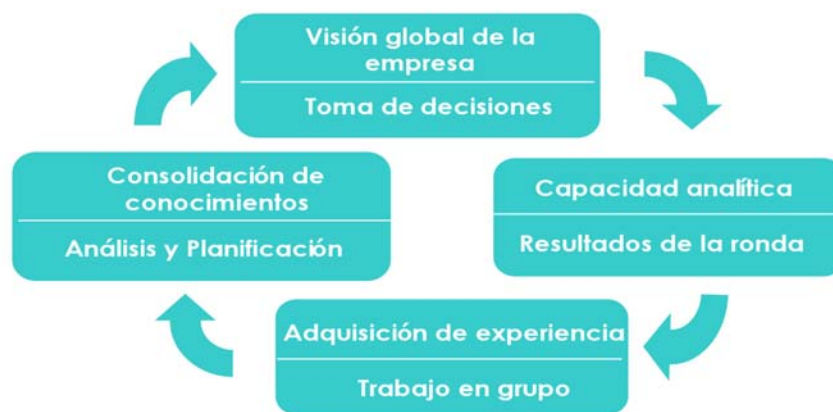 Visión global de la
empresa
Toma de decisiones
Consolidación de
conocimientos
Análisis y Planificación
Capacidad analítica
Resultados de la ronda
Adquisición de experiencia
Trabajo en grupo